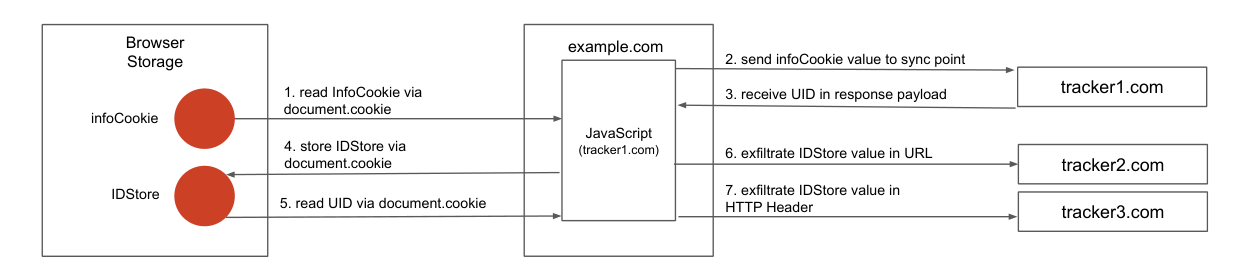 Browser
Storage
infoCookie
IDStore
1. read InfoCookie via
document.cookie
4. store IDStore via
document.cookie
5. read UID via document.cookie
example.com
JavaScript
(tracker1.com)
2. send infoCookie value to sync point
3. receive UID in response payload
6. exfiltrate IDStore value in URL
7. exfiltrate IDStore value in
HTTP Header
tracker1.com
tracker2.com
tracker3.com